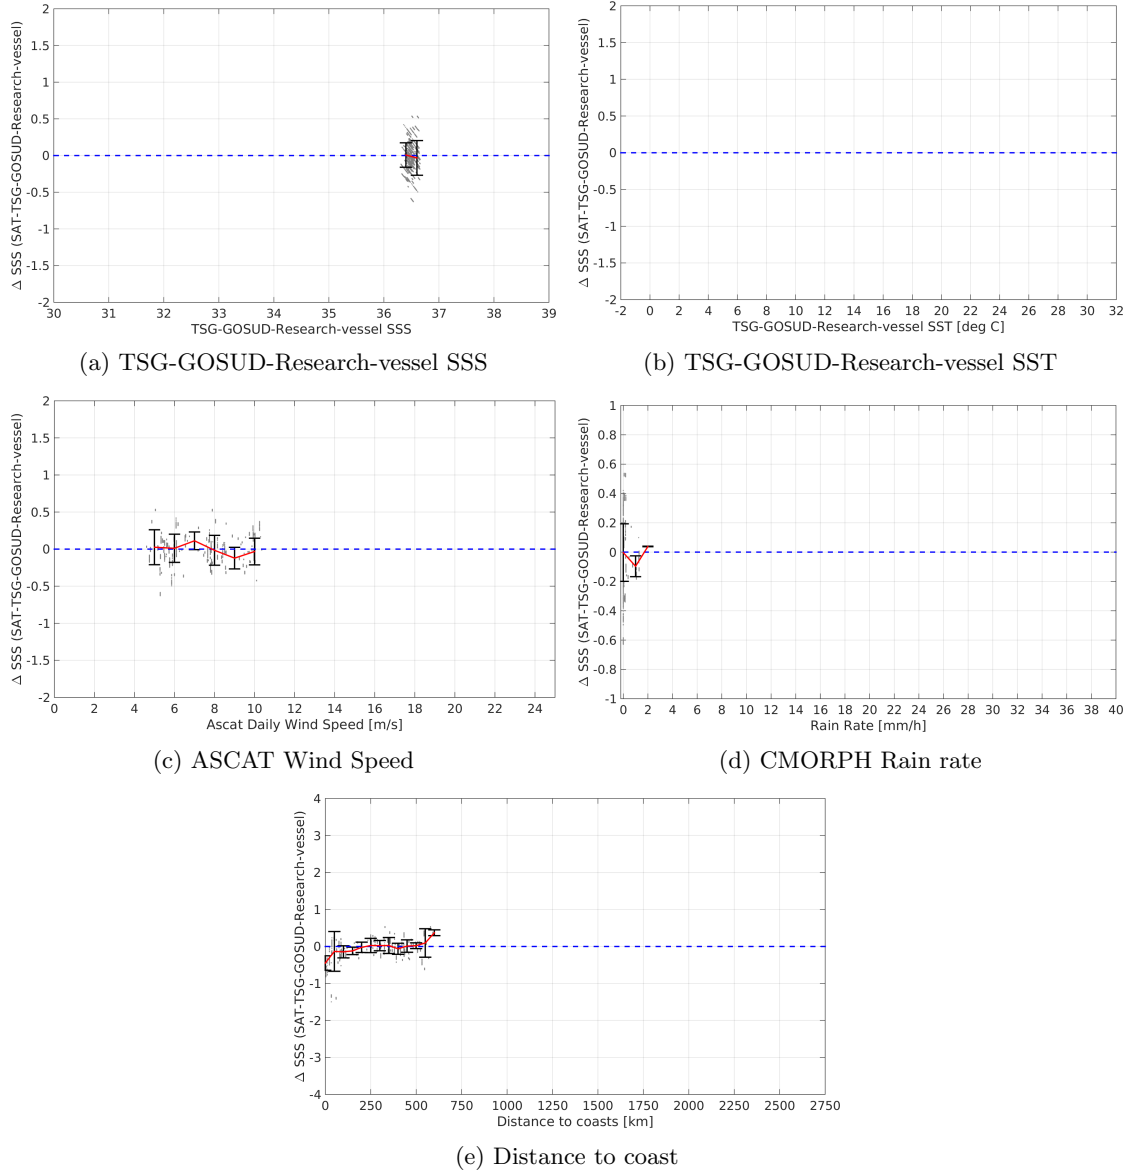 2
1.5
1
0.5
0
-0.5
-1
-1.5
-2
Δ SSS (SAT-TSG-GOSUD-Research-vessel)
30 31 32 33 34 35 36 37 38 39
TSG-GOSUD-Research-vessel SSS
(a) TSG-GOSUD-Research-vessel SSS
2
1.5
1
0.5
0
-0.5
-1
-1.5
-2
Δ SSS (SAT-TSG-GOSUD-Research-vessel)
-2 0 2 4 6 8 10 12 14 16 18 20 22 24 26 28 30 32
TSG-GOSUD-Research-vessel SST [deg C]
(b) TSG-GOSUD-Research-vessel SST
2
1.5
1
0.5
0
-0.5
-1
-1.5
-2
Δ SSS (SAT-TSG-GOSUD-Research-vessel)
0 2 4 6 8 10 12 14 16 18 20 22 24
Ascat Daily Wind Speed [m/s]
(c) ASCAT Wind Speed
1
0.8
0.6
0.4
0.2
0
-0.2
-0.4
-0.6
-0.8
-1
Δ SSS (SAT-TSG-GOSUD-Research-vessel)
0 2 4 6 8 10 12 14 16 18 20 22 24 26 28 30 32 34 36 38 40
Rain Rate [mm/h]
(d) CMORPH Rain rate
4
3
2
1
0
-1
-2
-3
-4
Δ SSS (SAT-TSG-GOSUD-Research-vessel)
0 250 500 750 1000 1250 1500 1750 2000 2250 2500 2750
Distance to coasts [km]
(e) Distance to coast